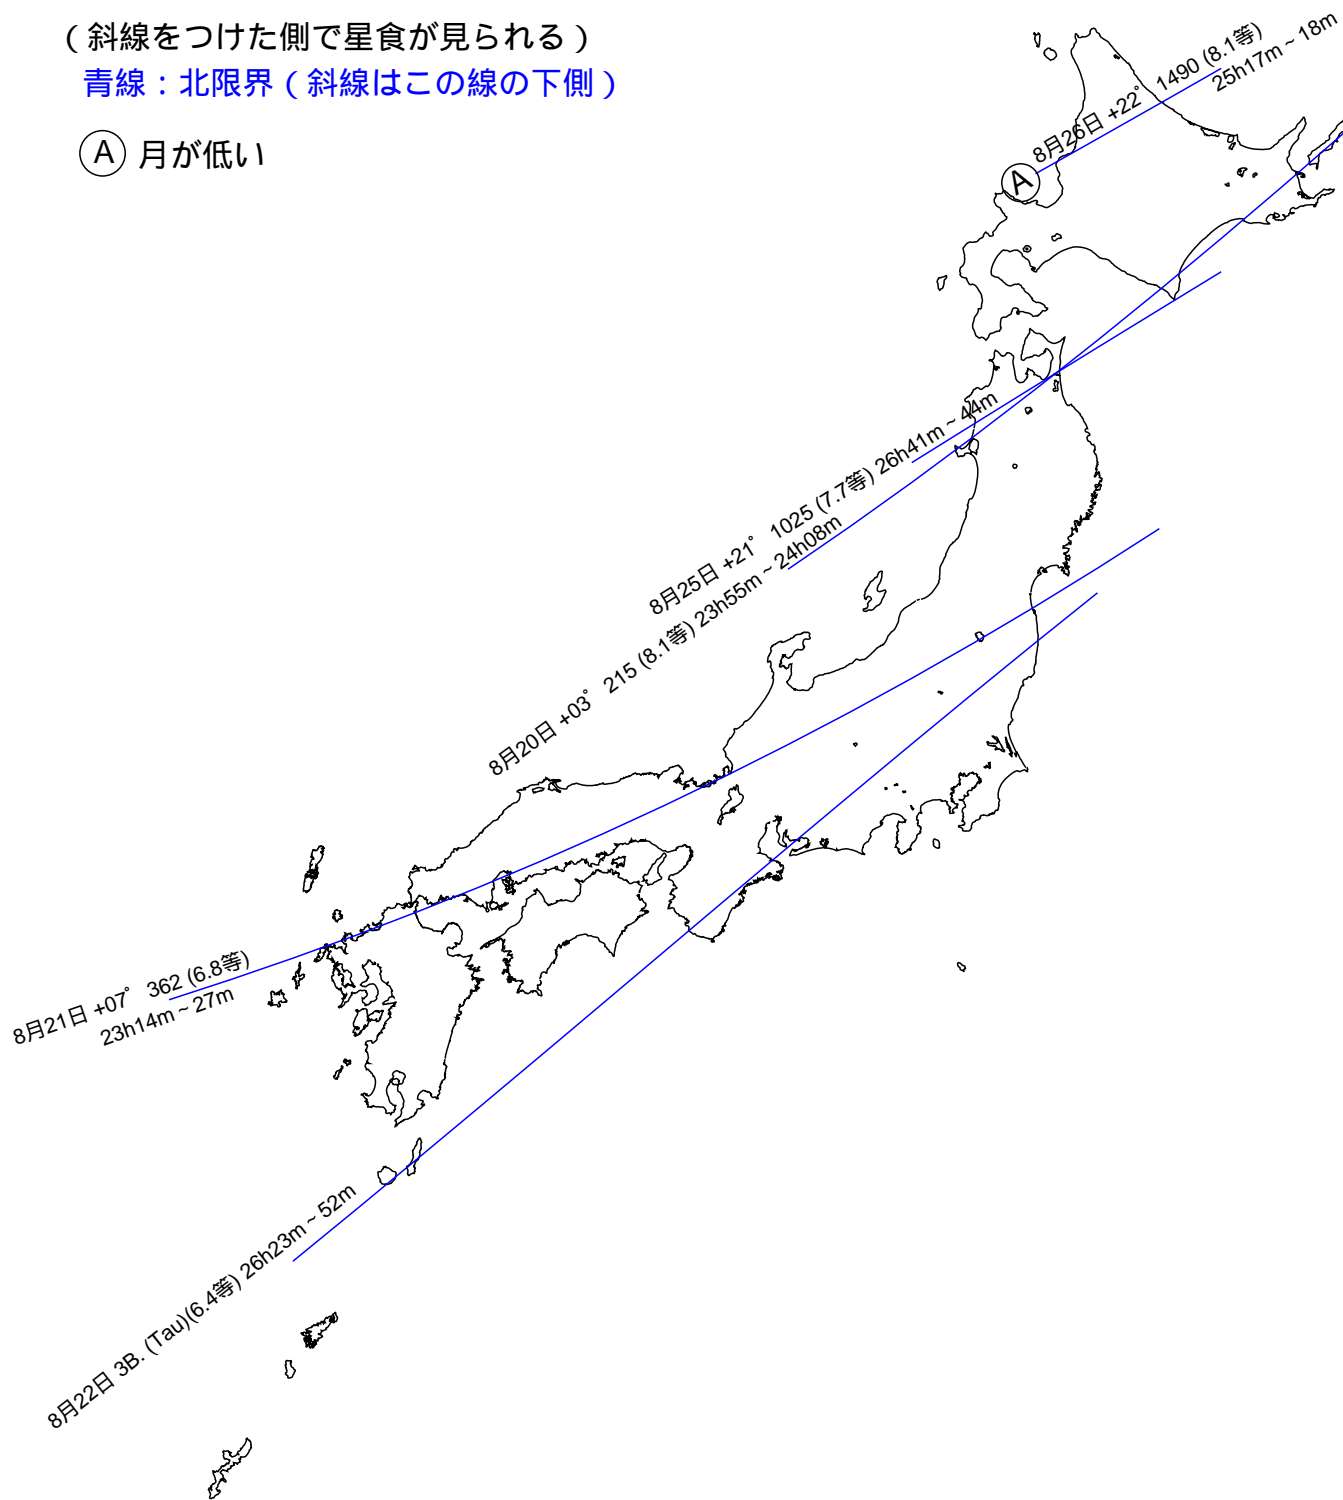 （斜線をつけた側で星食が見られる）
青線：北限界（斜線はこの線の下側）
A 月が低い
8月26日 +22° 1490 (8.1等)
25h17m ~ 18m
A
8月25日 +21° 1025 (7.7等) 26h41m ~ 44m
8月20日 +03° 215 (8.1等) 23h55m ~ 24h08m
8月21日 +07° 362 (6.8等)
23h14m ~ 27m
8月22日 3B. (Tau)(6.4等) 26h23m ~ 52m